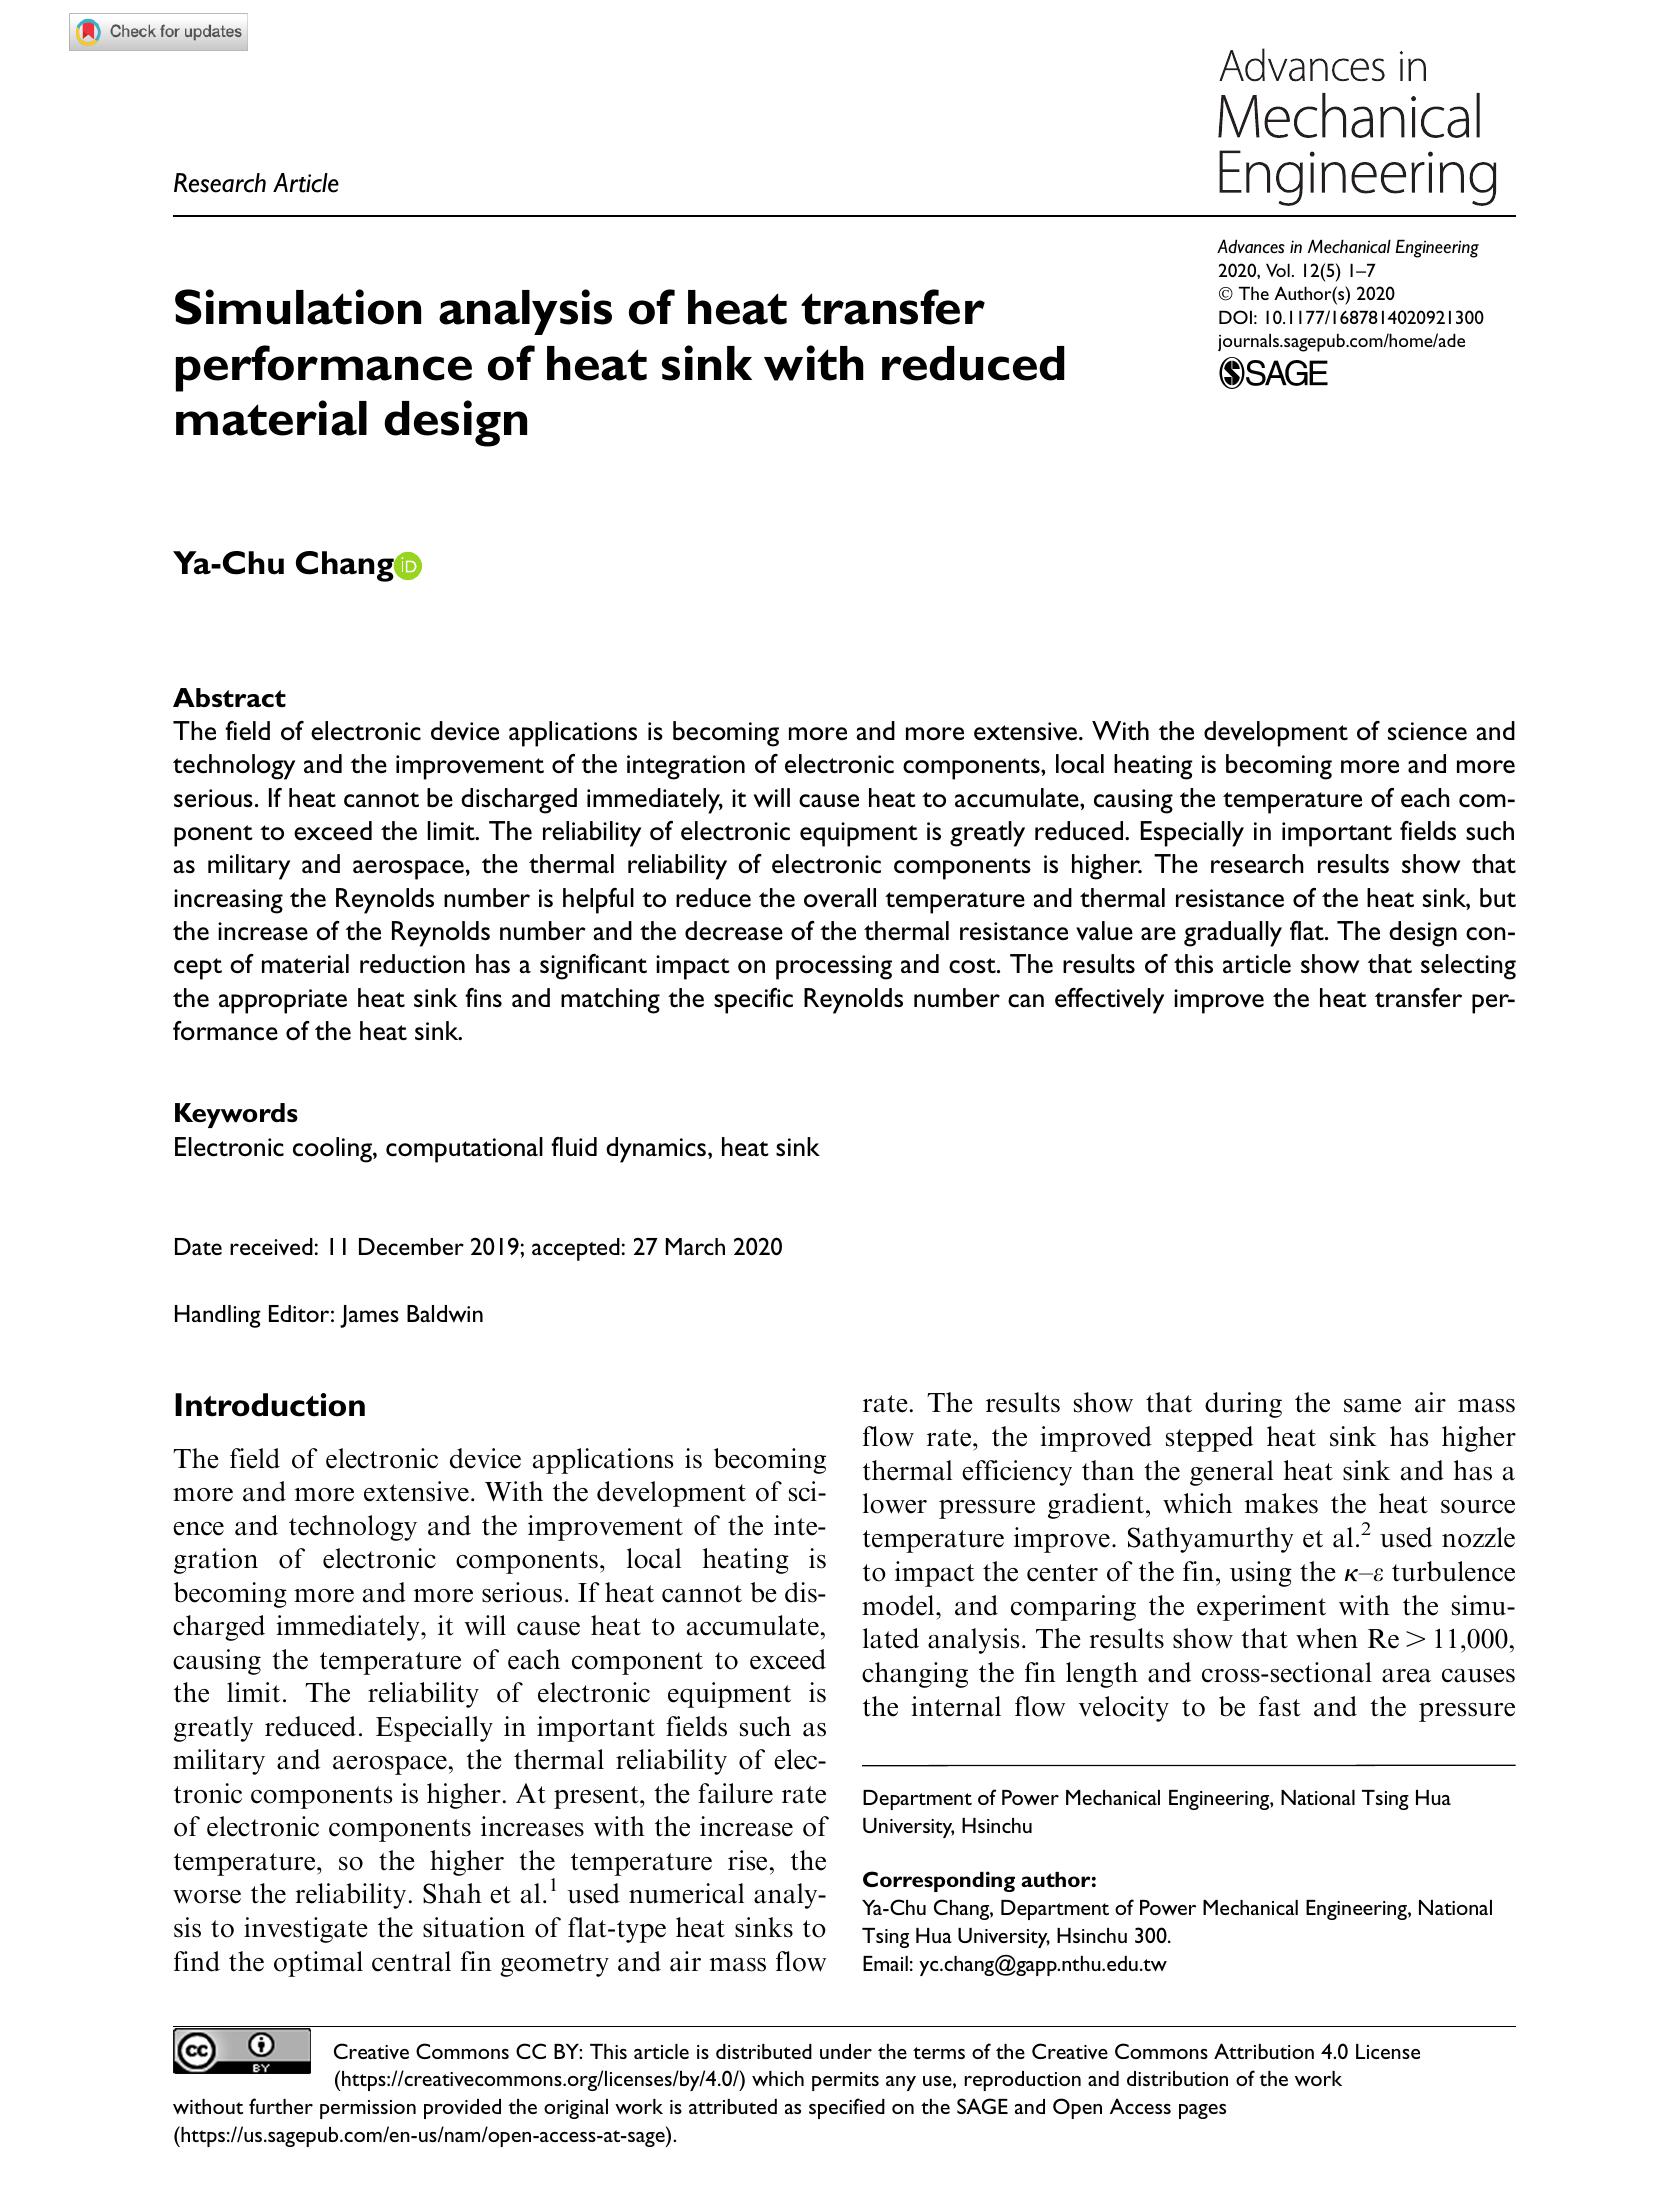 Check for updates
Advances in
Mechanical
Engineering
Research Article
Advances in Mechanical Engineering
2020, Vol. 12(5) 1–7
© The Author(s) 2020
DOI: 10.1177/1687814020921300
journals.sagepub.com/home/ade
SAGE
Simulation analysis of heat transfer
performance of heat sink with reduced
material design
Ya-Chu Chang iD
Abstract
The field of electronic device applications is becoming more and more extensive. With the development of science and
technology and the improvement of the integration of electronic components, local heating is becoming more and more
serious. If heat cannot be discharged immediately, it will cause heat to accumulate, causing the temperature of each com-
ponent to exceed the limit. The reliability of electronic equipment is greatly reduced. Especially in important fields such
as military and aerospace, the thermal reliability of electronic components is higher. The research results show that
increasing the Reynolds number is helpful to reduce the overall temperature and thermal resistance of the heat sink, but
the increase of the Reynolds number and the decrease of the thermal resistance value are gradually flat. The design con-
cept of material reduction has a significant impact on processing and cost. The results of this article show that selecting
the appropriate heat sink fins and matching the specific Reynolds number can effectively improve the heat transfer per-
formance of the heat sink.
Keywords
Electronic cooling, computational fluid dynamics, heat sink
Date received: 11 December 2019; accepted: 27 March 2020
Handling Editor: James Baldwin
Introduction
The field of electronic device applications is becoming
more and more extensive. With the development of sci-
ence and technology and the improvement of the inte-
gration of electronic components, local heating is
becoming more and more serious. If heat cannot be dis-
charged immediately, it will cause heat to accumulate,
causing the temperature of each component to exceed
the limit. The reliability of electronic equipment is
greatly reduced. Especially in important fields such as
military and aerospace, the thermal reliability of elec-
tronic components is higher. At present, the failure rate
of electronic components increases with the increase of
temperature, so the higher the temperature rise, the
worse the reliability. Shah et al.1 used numerical analy-
sis to investigate the situation of flat-type heat sinks to
find the optimal central fin geometry and air mass flow
rate. The results show that during the same air mass
flow rate, the improved stepped heat sink has higher
thermal efficiency than the general heat sink and has a
lower pressure gradient, which makes the heat source
temperature improve. Sathyamurthy et al.2 used nozzle
to impact the center of the fin, using the κ–ε turbulence
model, and comparing the experiment with the simu-
lated analysis. The results show that when Re > 11,000,
changing the fin length and cross-sectional area causes
the internal flow velocity to be fast and the pressure
Department of Power Mechanical Engineering, National Tsing Hua
University, Hsinchu
Corresponding author:
Ya-Chu Chang, Department of Power Mechanical Engineering, National
Tsing Hua University, Hsinchu 300.
Email: yc.chang@gapp.nthu.edu.tw
cc BY
Creative Commons CC BY: This article is distributed under the terms of the Creative Commons Attribution 4.0 License
(https://creativecommons.org/licenses/by/4.0/) which permits any use, reproduction and distribution of the work
without further permission provided the original work is attributed as specified on the SAGE and Open Access pages
(https://us.sagepub.com/en-us/nam/open-access-at-sage).